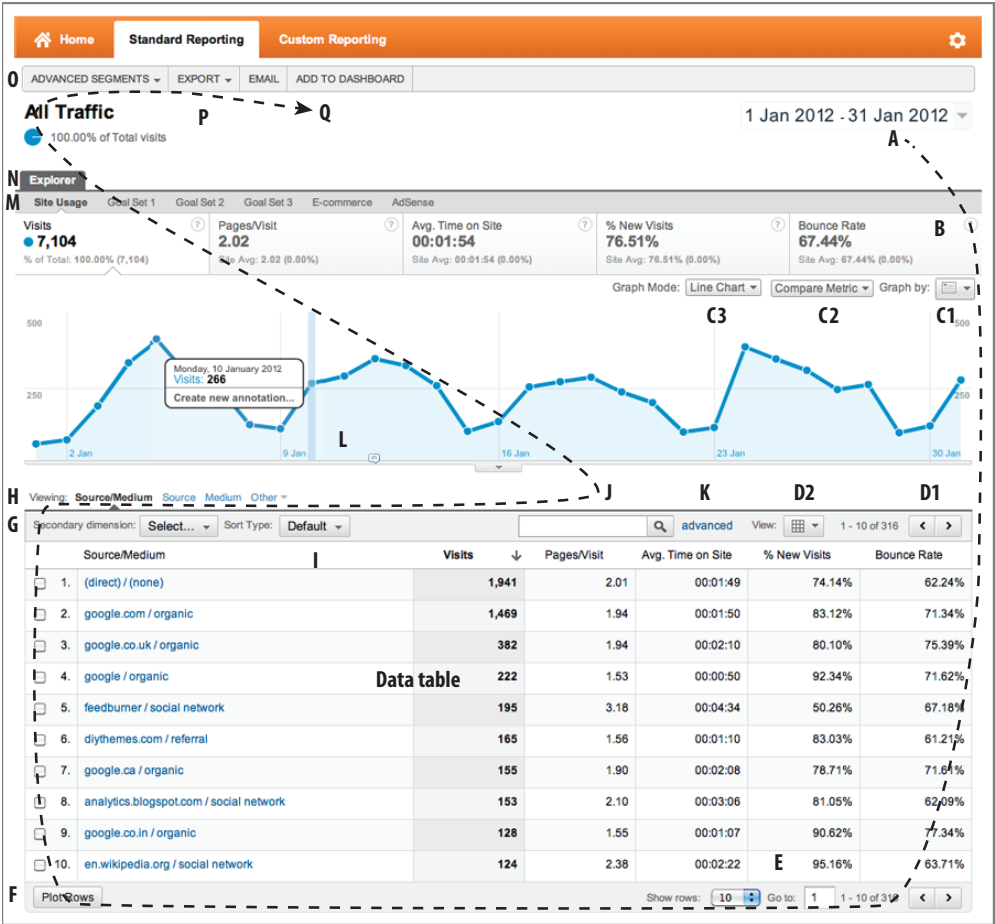 Home Standard Reporting Custom Reporting
O ADVANCED SEGMENTS EXPORT EMAIL ADD TO DASHBOARD
All Traffic P Q 1 Jan 2012 - 31 Jan 2012
100.00% of Total visits A
N Explorer
M Site Usage Goal Set 1 Goal Set 2 Goal Set 3 E-commerce AdSense
Visits ? Pages/Visit ? Avg. Time on Site ? % New Visits ? Bounce Rate B ?
7,104 2.02 00:01:54 76.51% 67.44%
% of Total: 100.00% (7,104) Site Avg: 2.02 (0.00%) Site Avg: 00:01:54 (0.00%) Site Avg: 76.51% (0.00%) Site Avg: 67.44% (0.00%)
Graph Mode: Line Chart Compare Metric Graph by:
C3 C2 C1
500 500
Monday, 10 January 2012
Visits: 266
Create new annotation...
250 250
L
2 Jan 9 Jan 16 Jan 23 Jan 30 Jan
H Viewing: Source/Medium Source Medium Other J K D2 D1
G Secondary dimension: Select... Sort Type: Default advanced View: 1 - 10 of 316
Source/Medium I Visits Pages/Visit Avg. Time on Site % New Visits Bounce Rate
1. (direct) / (none) 1,941 2.01 00:01:49 74.14% 62.24%
2. google.com / organic 1,469 1.94 00:01:50 83.12% 71.34%
3. google.co.uk / organic 382 1.94 00:02:10 80.10% 75.39%
4. google / organic Data table 222 1.53 00:00:50 92.34% 71.62%
5. feedburner / social network 195 3.18 00:04:34 50.26% 67.18%
6. diythemes.com / referral 165 1.56 00:01:10 83.03% 61.21%
7. google.ca / organic 155 1.90 00:02:08 78.71% 71.61%
8. analytics.blogspot.com / social network 153 2.10 00:03:06 81.05% 62.09%
9. google.co.in / organic 128 1.55 00:01:07 90.62% 77.34%
10. en.wikipedia.org / social network 124 2.38 00:02:22 E 95.16% 63.71%
F Plot Rows Show rows: 10 Go to: 1 1 - 10 of 316